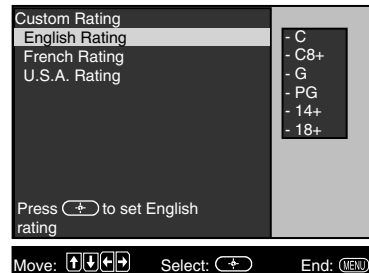 Custom Rating
English Rating
French Rating
U.S.A. Rating
- C
- C8+
- G
- PG
- 14+
- 18+
Press to set English
rating
Move: Select: End: MENU